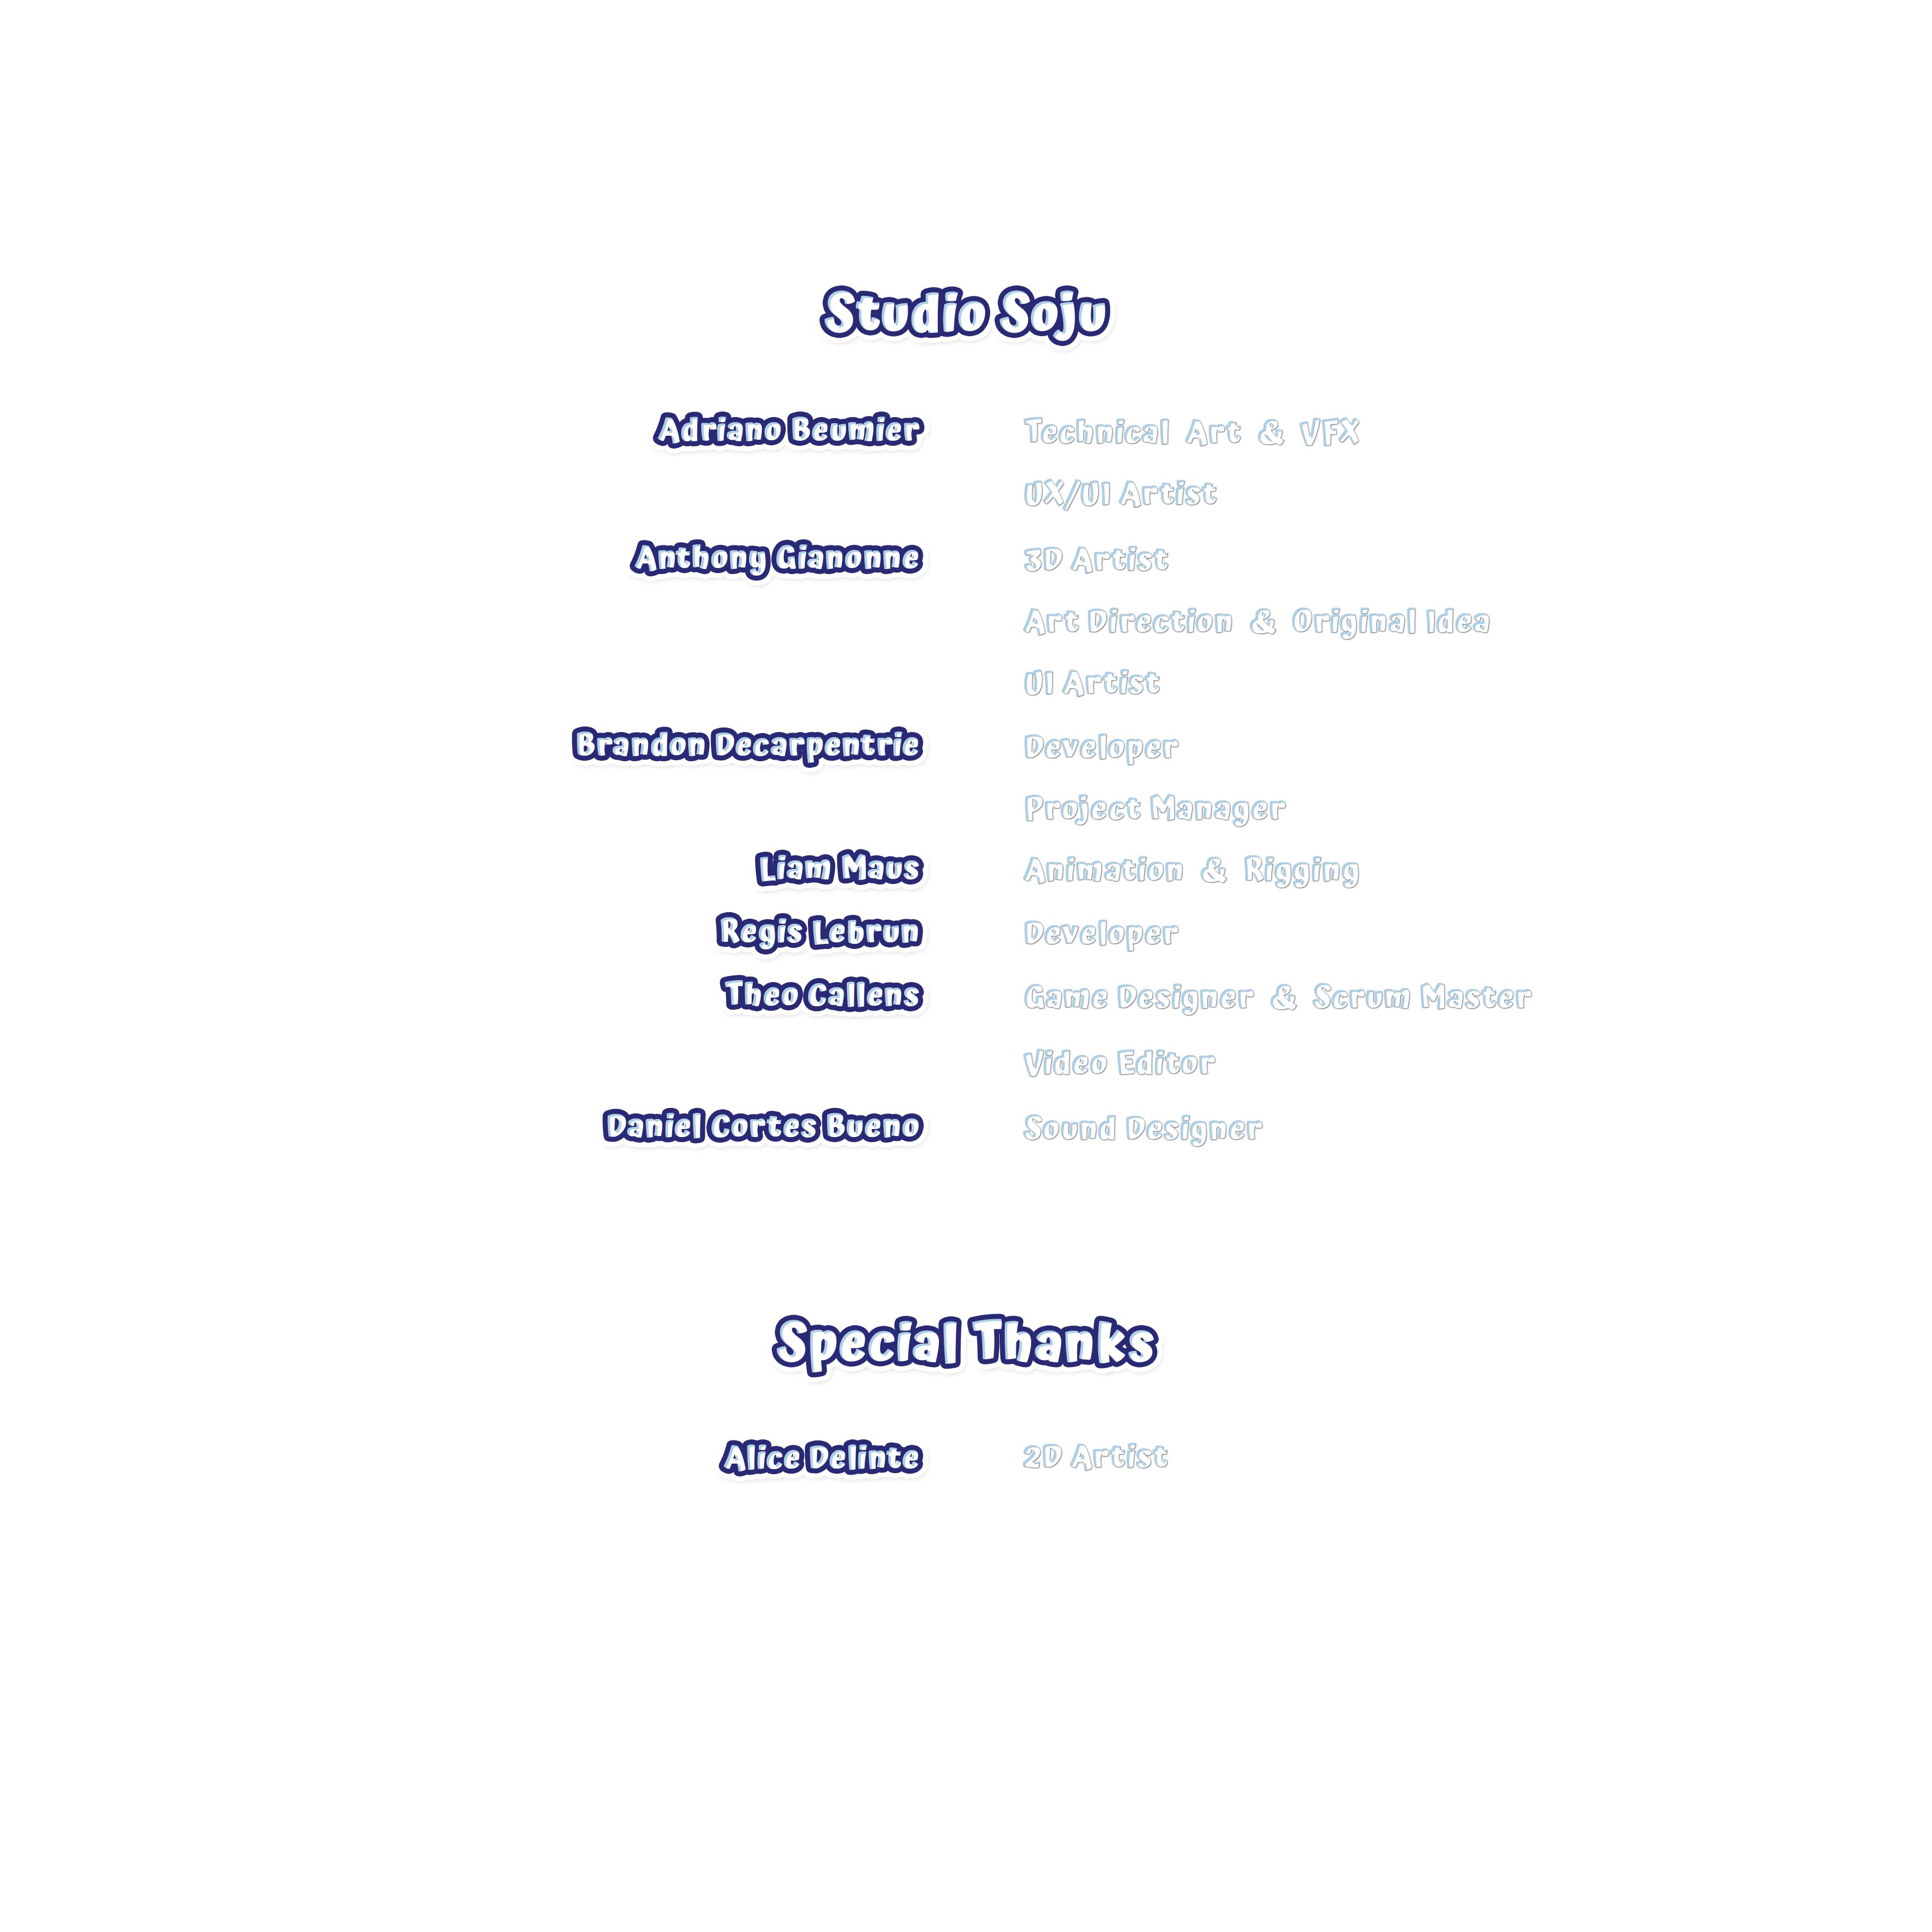 Studio Soju
Adriano Beumier Technical Art & VFX
UX/UI Artist
Anthony Gianonne 3D Artist
Art Direction & Original Idea
UI Artist
Brandon Decarpentrie Developer
Project Manager
Liam Maus Animation & Rigging
Regis Lebrun Developer
Theo Callens Game Designer & Scrum Master
Video Editor
Daniel Cortes Bueno Sound Designer
Special Thanks
Alice Delinte 2D Artist